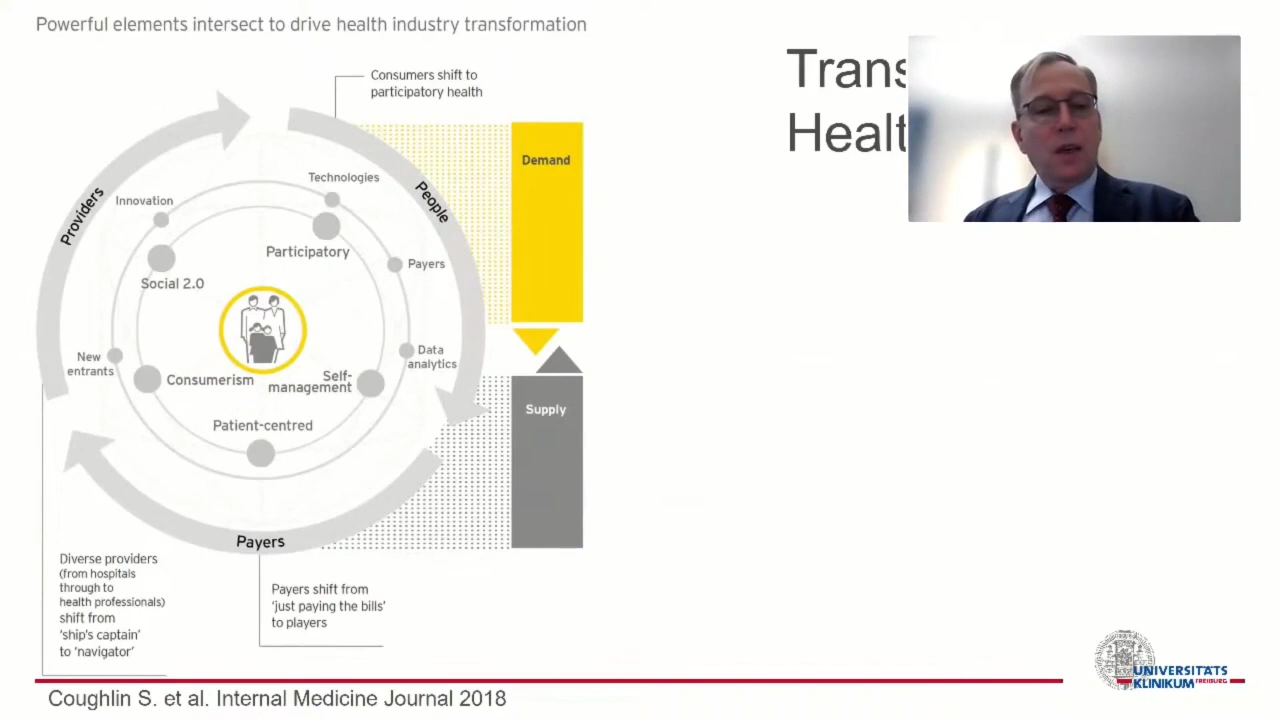 Powerful elements intersect to drive health industry transformation
Trans
Healt
Consumers shift to
participatory health
Demand
Technologies
People
Innovation
Providers
Participatory
Payers
Social 2.0
New
entrants
Data
analytics
Consumerism
Self-
management
Supply
Patient-centred
Payers
Diverse providers
(from hospitals
through to
health professionals)
shift from
'ship's captain'
to 'navigator'
Payers shift from
'just paying the bills'
to players
UNIVERSITÄTS
KLINIKUM FREIBURG
Coughlin S. et al. Internal Medicine Journal 2018